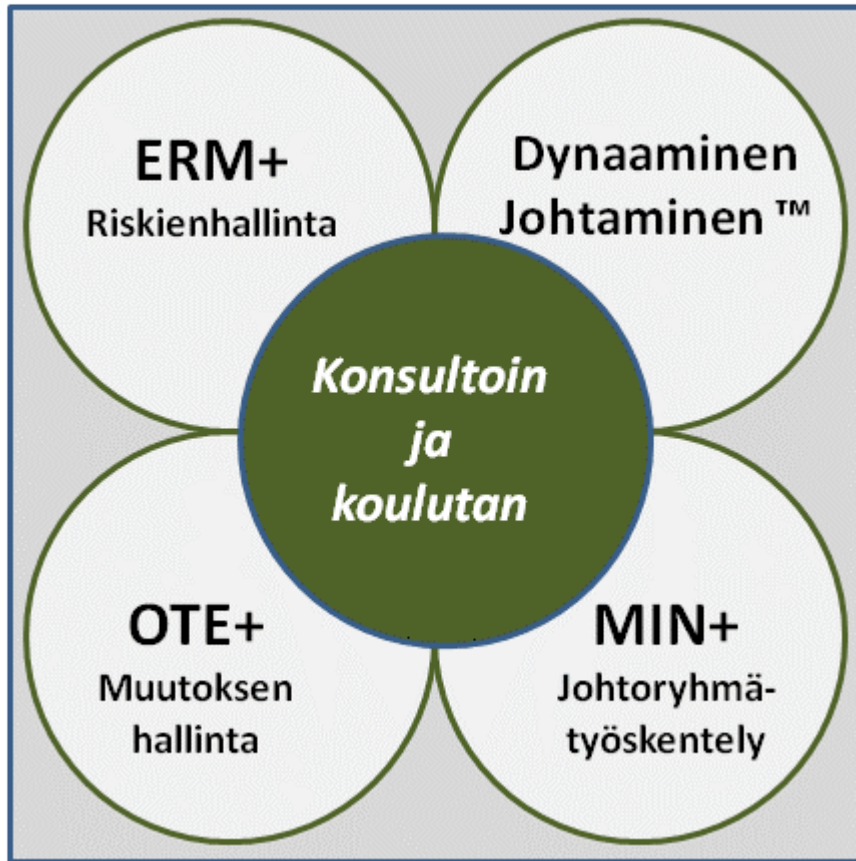 ERM+
Riskienhallinta
Dynaaminen
Johtaminen ™
Konsultoin
ja
koulutan
OTE+
Muutoksen
hallinta
MIN+
Johtoryhmä-
työskentely